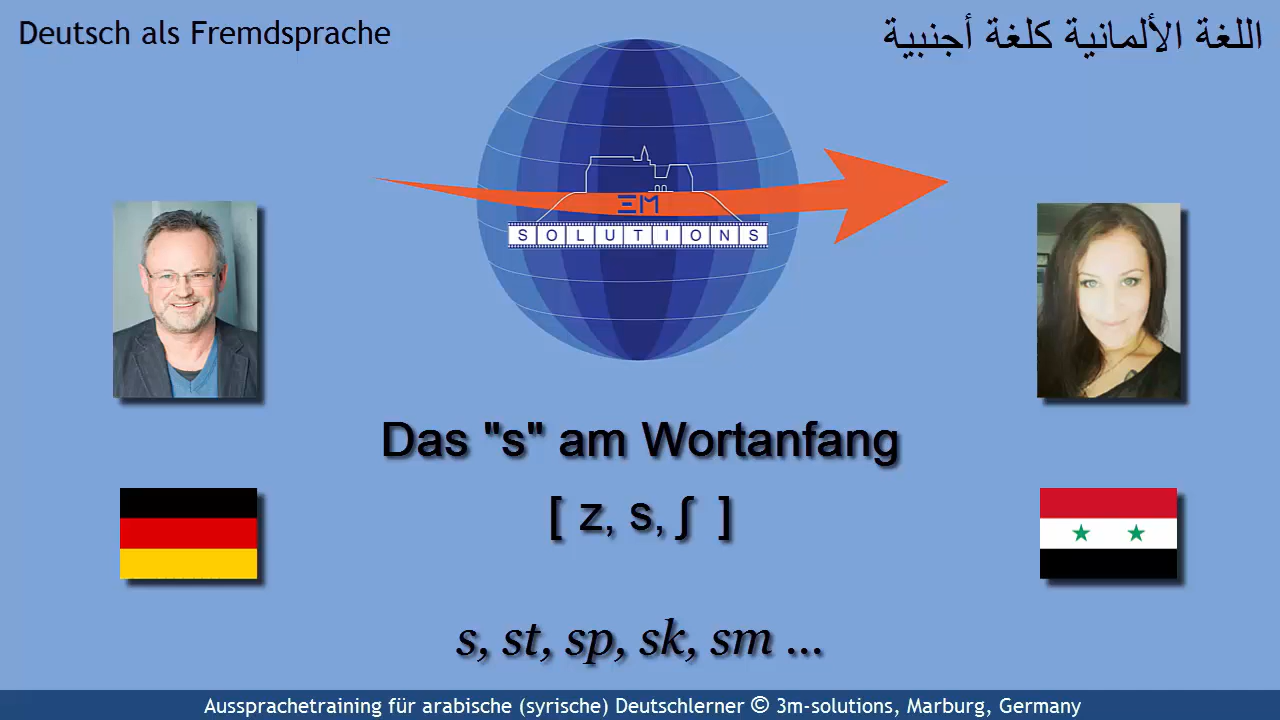 Deutsch als Fremdsprache
اللغة الألمانية كلغة أجنبية
3M
SOLUTIONS
Das "s" am Wortanfang
[ z, s, ʃ ]
s, st, sp, sk, sm ...
Aussprachetraining für arabische (syrische) Deutschlerner © 3m-solutions, Marburg, Germany